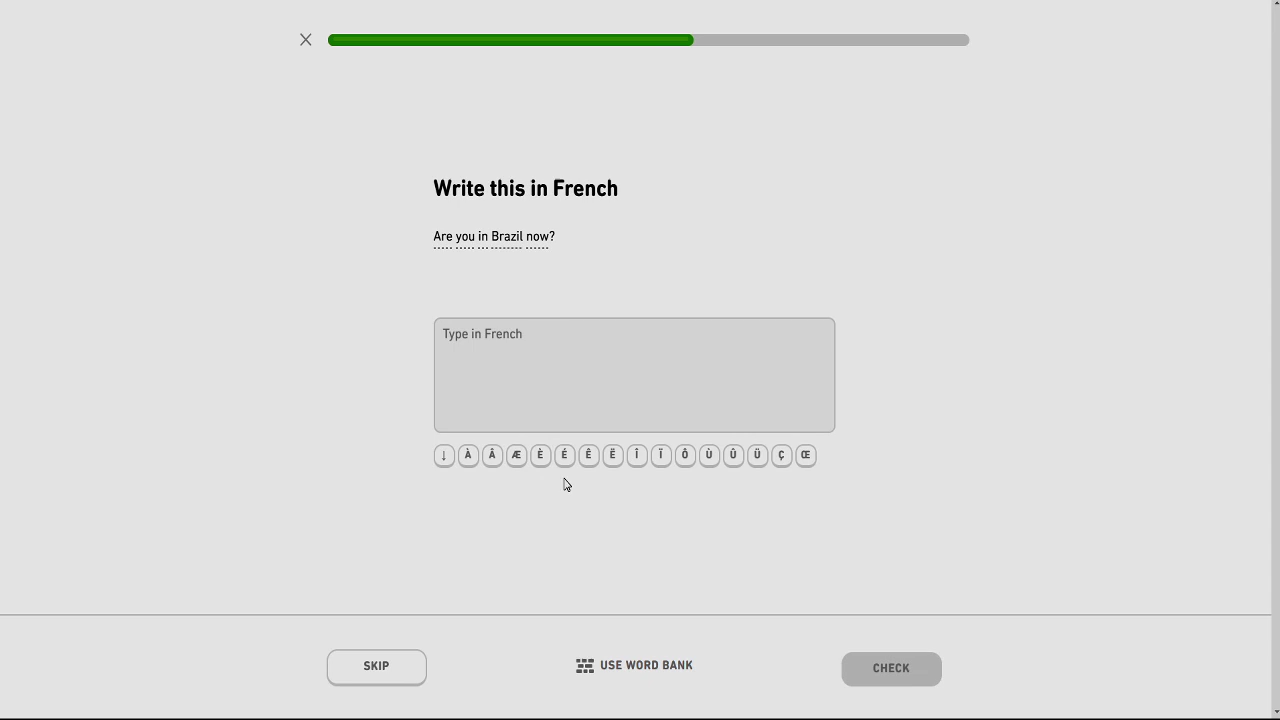 Write this in French
Are you in Brazil now?
Type in French
↓ À Â Æ È É Ê Ë Î Ï Ô Ù Û Ü Ç Œ
SKIP
USE WORD BANK
CHECK